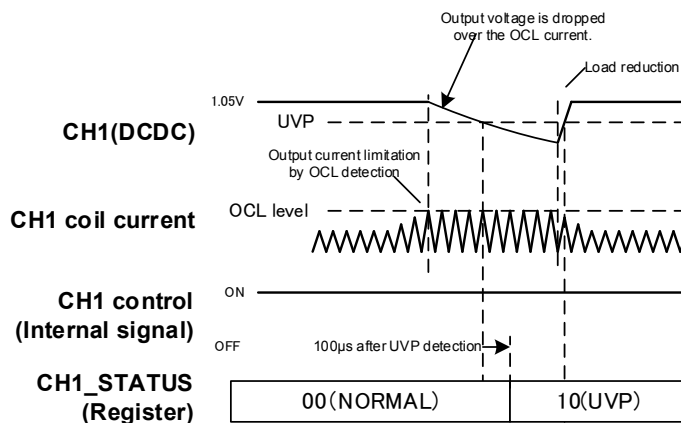 Output voltage is dropped
over the OCL current.
Load reduction
1.05V
UVP
CH1(DCDC)
Output current limitation
by OCL detection
OCL level
CH1 coil current
ON
CH1 control
(Internal signal)
OFF
100μs after UVP detection
CH1_STATUS
(Register)
00(NORMAL)
10(UVP)